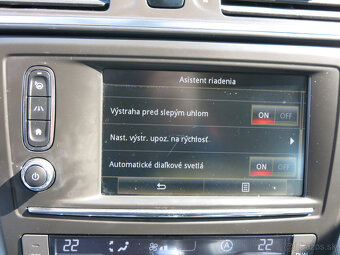 Asistent riadenia
Výstraha pred slepým uhlom ON OFF
Nast. výstr. upoz. na rýchlosť
Automatické diaľkové svetlá ON OFF
22 A 22